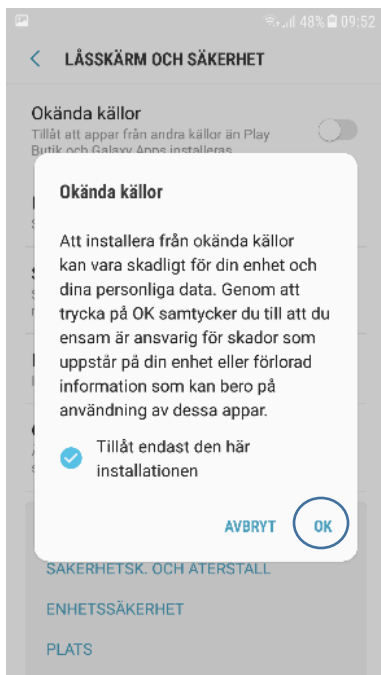 48% 09:52
LÅSSKÄRM OCH SÄKERHET
Okända källor
Tillåt att appar från andra källor än Play
Butik och Galaxy Apps installeras
Okända källor
Att installera från okända källor
kan vara skadligt för din enhet och
dina personliga data. Genom att
trycka på OK samtycker du till att du
ensam är ansvarig för skador som
uppstår på din enhet eller förlorad
information som kan bero på
användning av dessa appar.
Tillåt endast den här
installationen
AVBRYT OK
SÄKERHETSK. OCH ÅTERSTÄLL
ENHETSSÄKERHET
PLATS